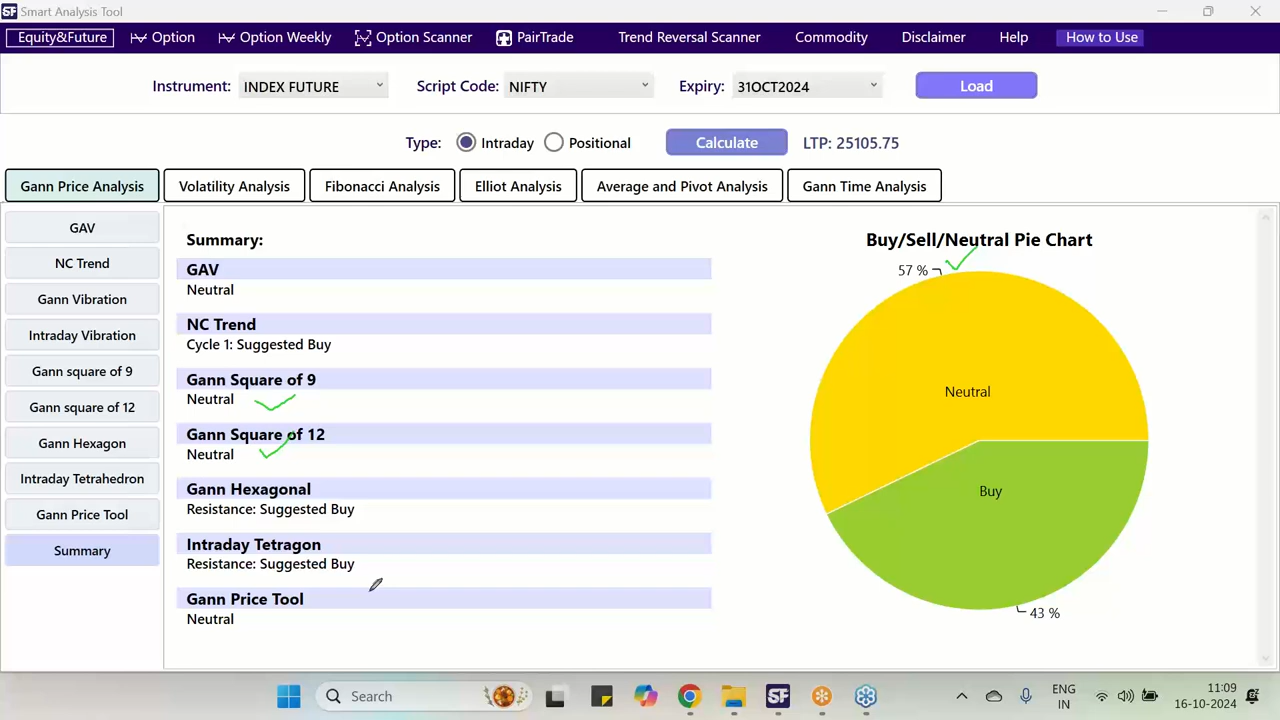 SF Smart Analysis Tool
Equity&Future Option Option Weekly Option Scanner PairTrade Trend Reversal Scanner Commodity Disclaimer Help How to Use
Instrument: INDEX FUTURE Script Code: NIFTY Expiry: 31OCT2024 Load
Type: Intraday Positional Calculate LTP: 25105.75
Gann Price Analysis Volatility Analysis Fibonacci Analysis Elliot Analysis Average and Pivot Analysis Gann Time Analysis
GAV
NC Trend
Gann Vibration
Intraday Vibration
Gann square of 9
Gann square of 12
Gann Hexagon
Intraday Tetrahedron
Gann Price Tool
Summary
Summary:
GAV
Neutral
NC Trend
Cycle 1: Suggested Buy
Gann Square of 9
Neutral
Gann Square of 12
Neutral
Gann Hexagonal
Resistance: Suggested Buy
Intraday Tetragon
Resistance: Suggested Buy
Gann Price Tool
Neutral
Buy/Sell/Neutral Pie Chart
57 %
Neutral
Buy
43 %
Search SF ENG IN 11:09 16-10-2024